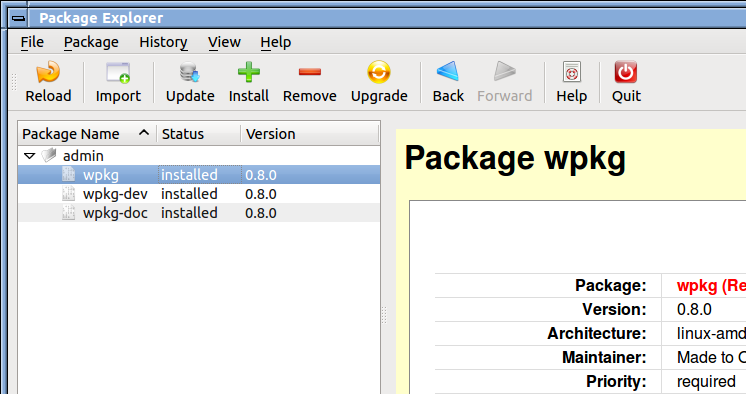 Package Explorer
File Package History View Help
Reload Import Update Install Remove Upgrade Back Forward Help Quit
Package Name Status Version
admin
wpkg installed 0.8.0
wpkg-dev installed 0.8.0
wpkg-doc installed 0.8.0
Package wpkg
Package: wpkg (Re
Version: 0.8.0
Architecture: linux-amd
Maintainer: Made to
Priority: required